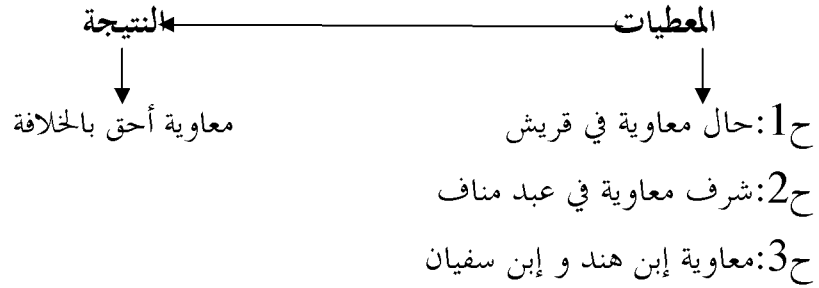 المعطيات النتيجة
ح1:حال معاوية في قريش معاوية أحق بالخلافة
ح2:شرف معاوية في عبد مناف
ح3:معاوية إبن هند و إبن سفيان